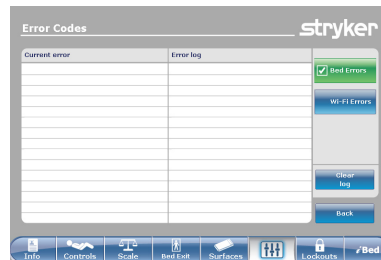 Error Codes
stryker
Current error
Error log
Bed Errors
Wi-Fi Errors
Clear
log
Back
Info
Controls
Scale
Bed Exit
Surfaces
Lockouts
iBed